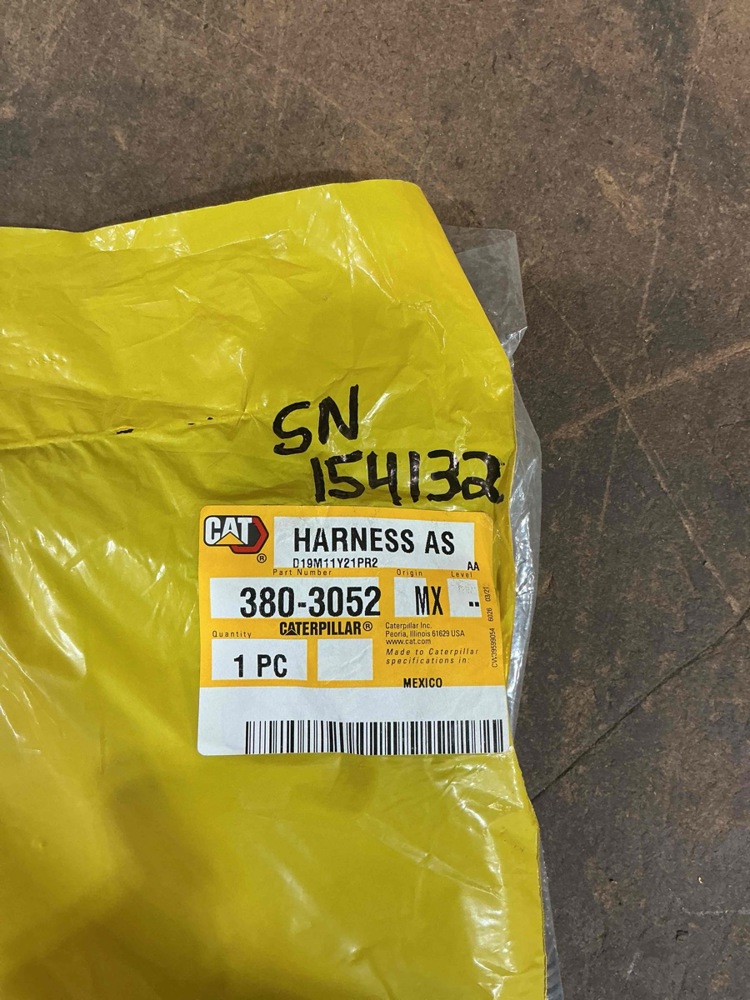 SN
154132
CAT®
HARNESS AS
D19M11Y21PR2
AA
Part Number
Origin
Level
380-3052
MX
--
Quantity
CATERPILLAR®
Caterpillar Inc.
Peoria, Illinois 61629 USA
www.cat.com
1 PC
Made to Caterpillar
specifications in
MEXICO